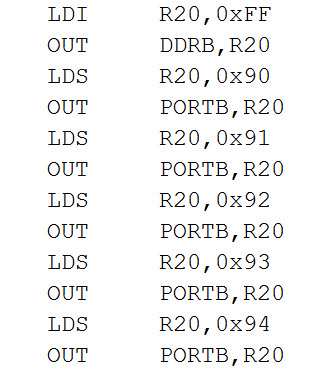 LDI R20,0xFF
OUT DDRB,R20
LDS R20,0x90
OUT PORTB,R20
LDS R20,0x91
OUT PORTB,R20
LDS R20,0x92
OUT PORTB,R20
LDS R20,0x93
OUT PORTB,R20
LDS R20,0x94
OUT PORTB,R20